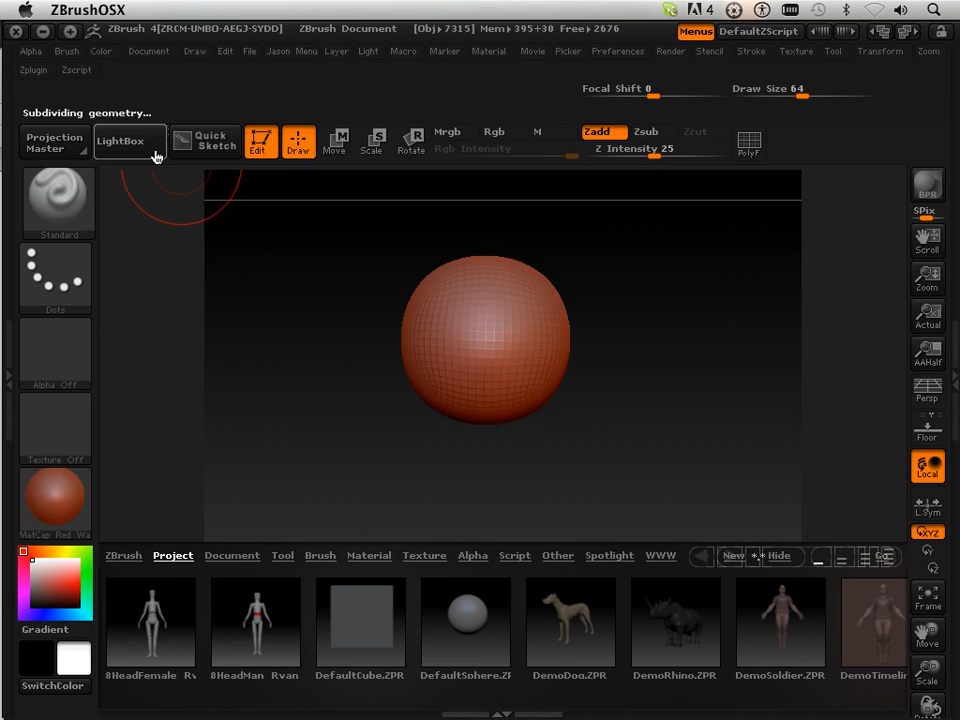 ZBrushOSX
4
ZBrush 4[ZRCM-UMBO-AEGJ-SYDD] [Obj▸7315] Mem▸395+30 Free▸2676 ZBrush Document Menus DefaultZScript
Alpha Brush Color Document Draw Edit File Jason Menu Layer Light Macro Marker Material Movie Picker Preferences Render Stencil Stroke Texture Tool Transform Zoom
Zplugin Zscript
Focal Shift 0 Draw Size 64
Subdividing geometry...
Projection Master LightBox Quick Sketch Edit Draw Move Scale Rotate Mrgb Rgb M Zadd Zsub Zcut
Rgb Intensity Z Intensity 25 PolyF
Standard
Dots
Alpha Off
Texture Off
MatCap Red Wa
Gradient
SwitchColor
BPR
SPix
Scroll
Zoom
Actual
AAHalf
Persp
Floor
Local
L.Sym
XYZ
Frame
Move
Scale
ZBrush Project Document Tool Brush Material Texture Alpha Script Other Spotlight WWW New Hide Go
8HeadFemale_Rv 8HeadMan_Rvan DefaultCube.ZPR DefaultSphere.Z DemoDog.ZPR DemoRhino.ZPR DemoSoldier.ZPR DemoTimelin